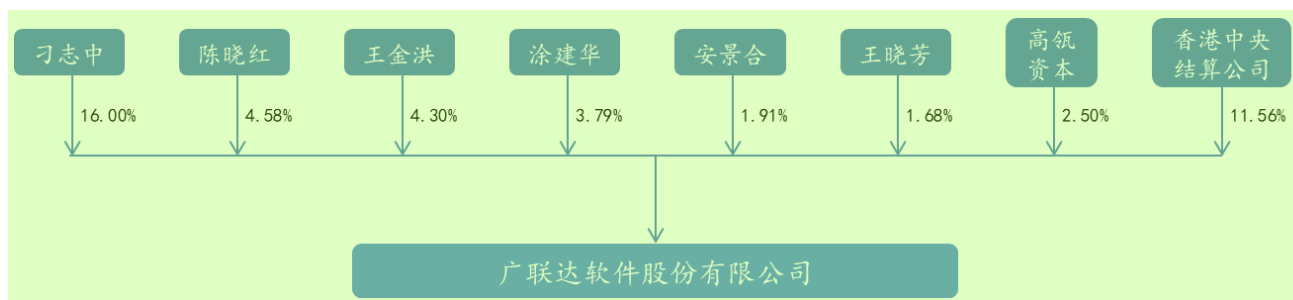 刁志中
陈晓红
王金洪
涂建华
安景合
王晓芳
高瓴
资本
香港中央
结算公司
16.00%
4.58%
4.30%
3.79%
1.91%
1.68%
2.50%
11.56%
广联达软件股份有限公司